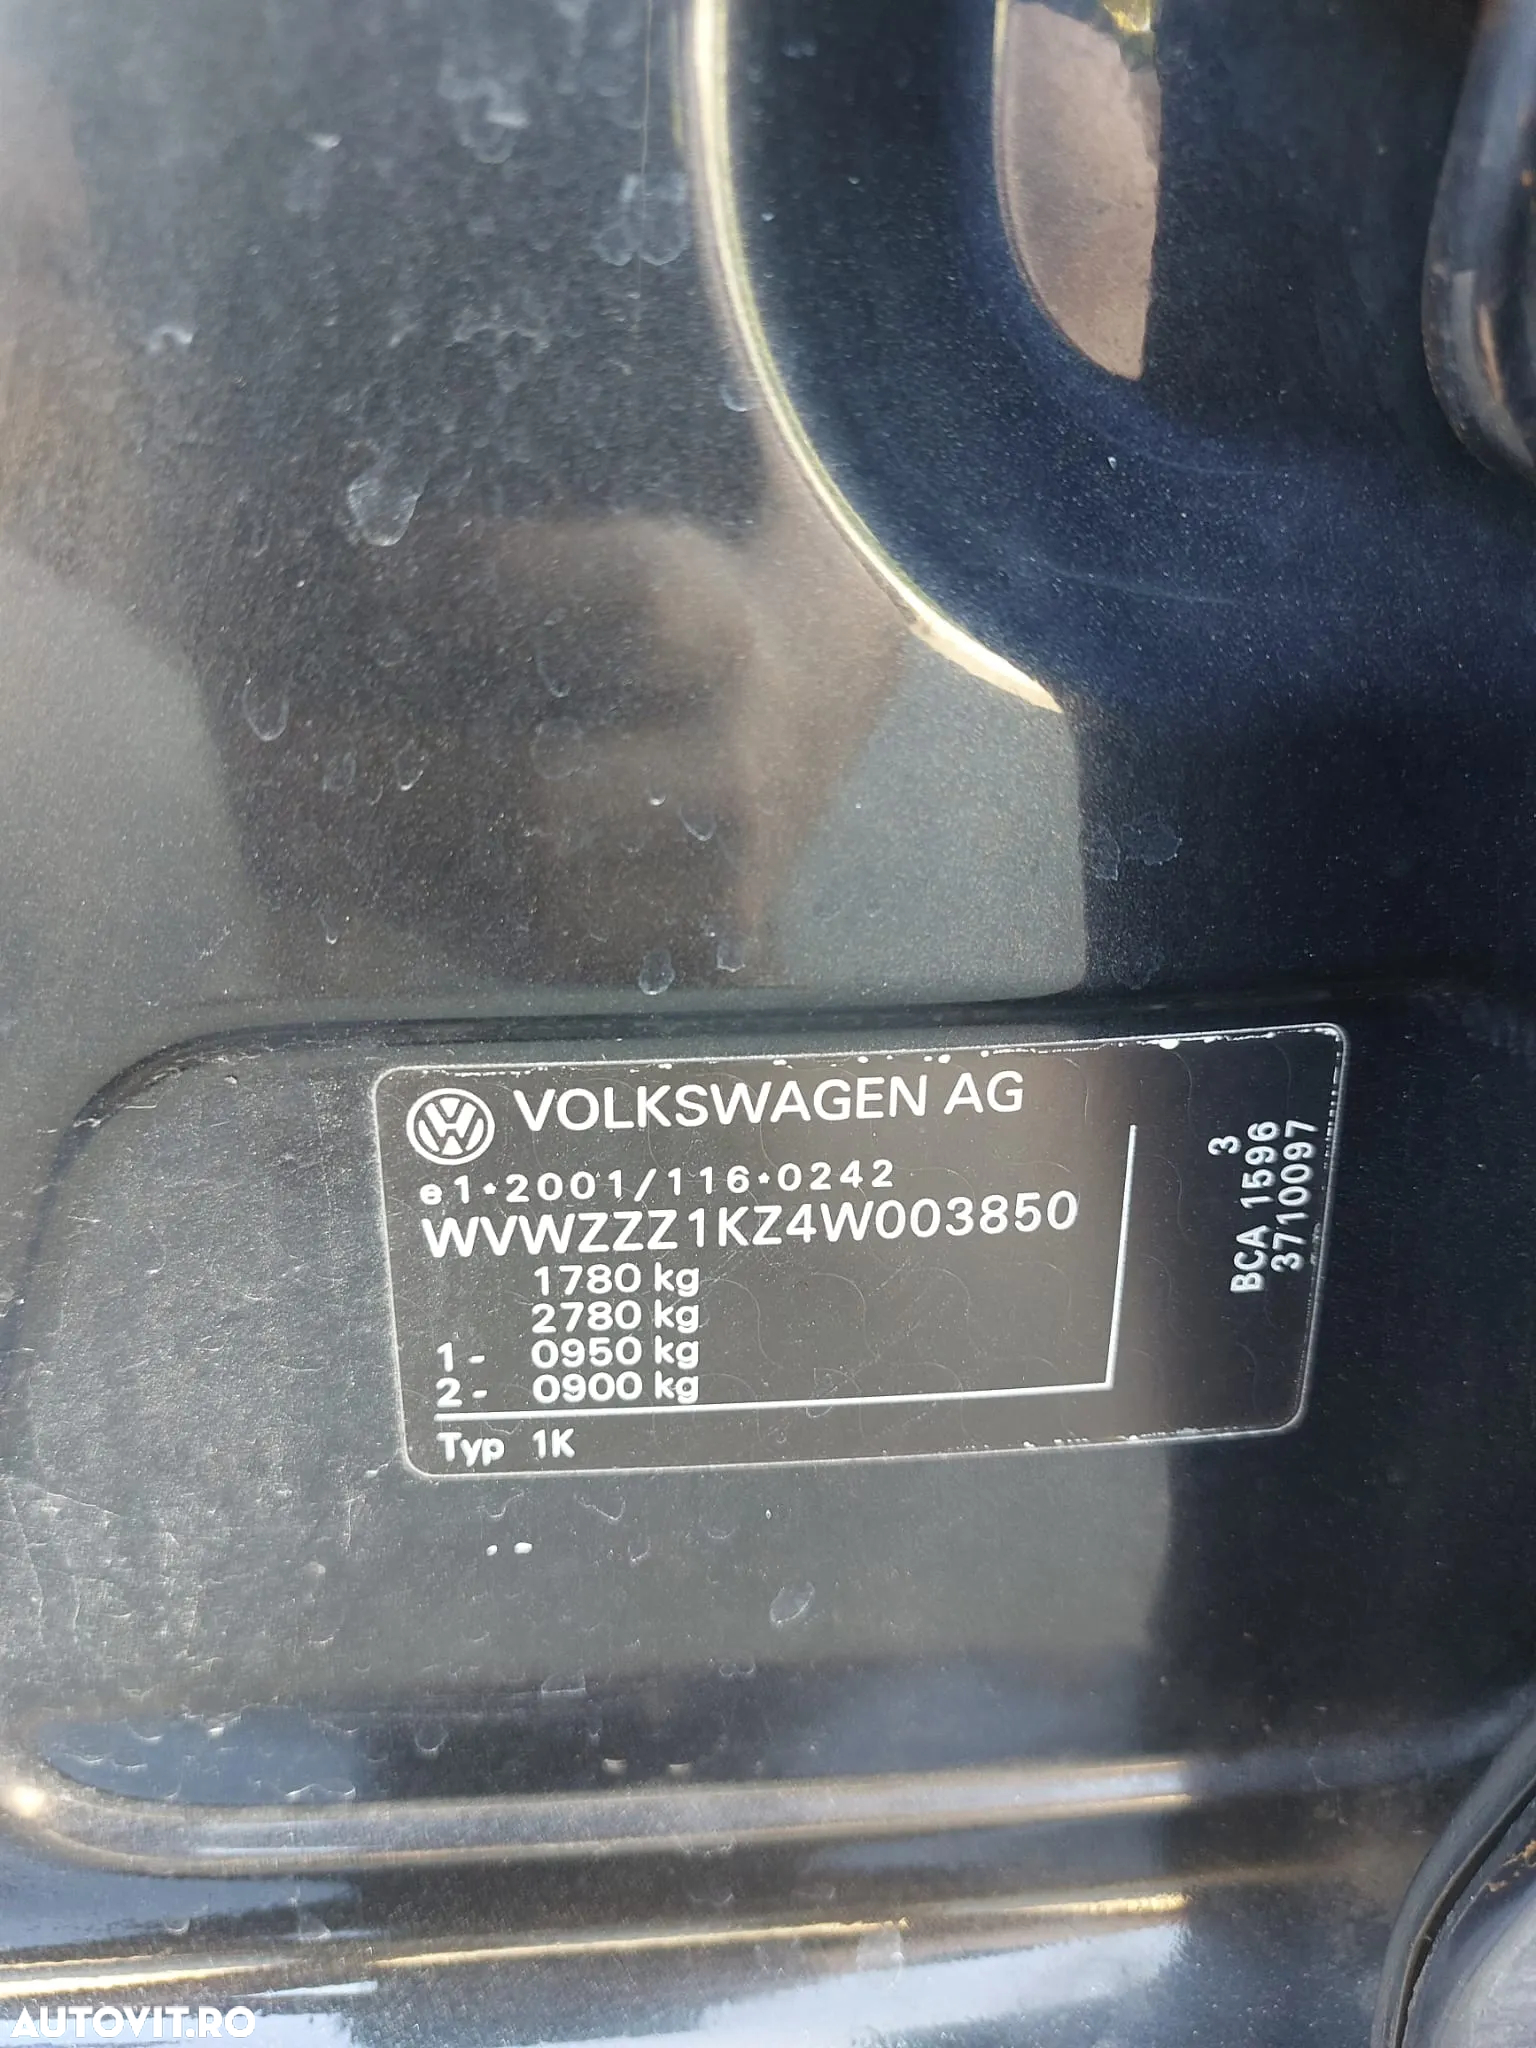 VOLKSWAGEN AG
e1*2001/116*0242
WVWZZZ1KZ4W003850
1780 kg
2780 kg
1- 0950 kg
2- 0900 kg
Typ 1K
3
BCA 1596
3710097
AUTOVIT.RO